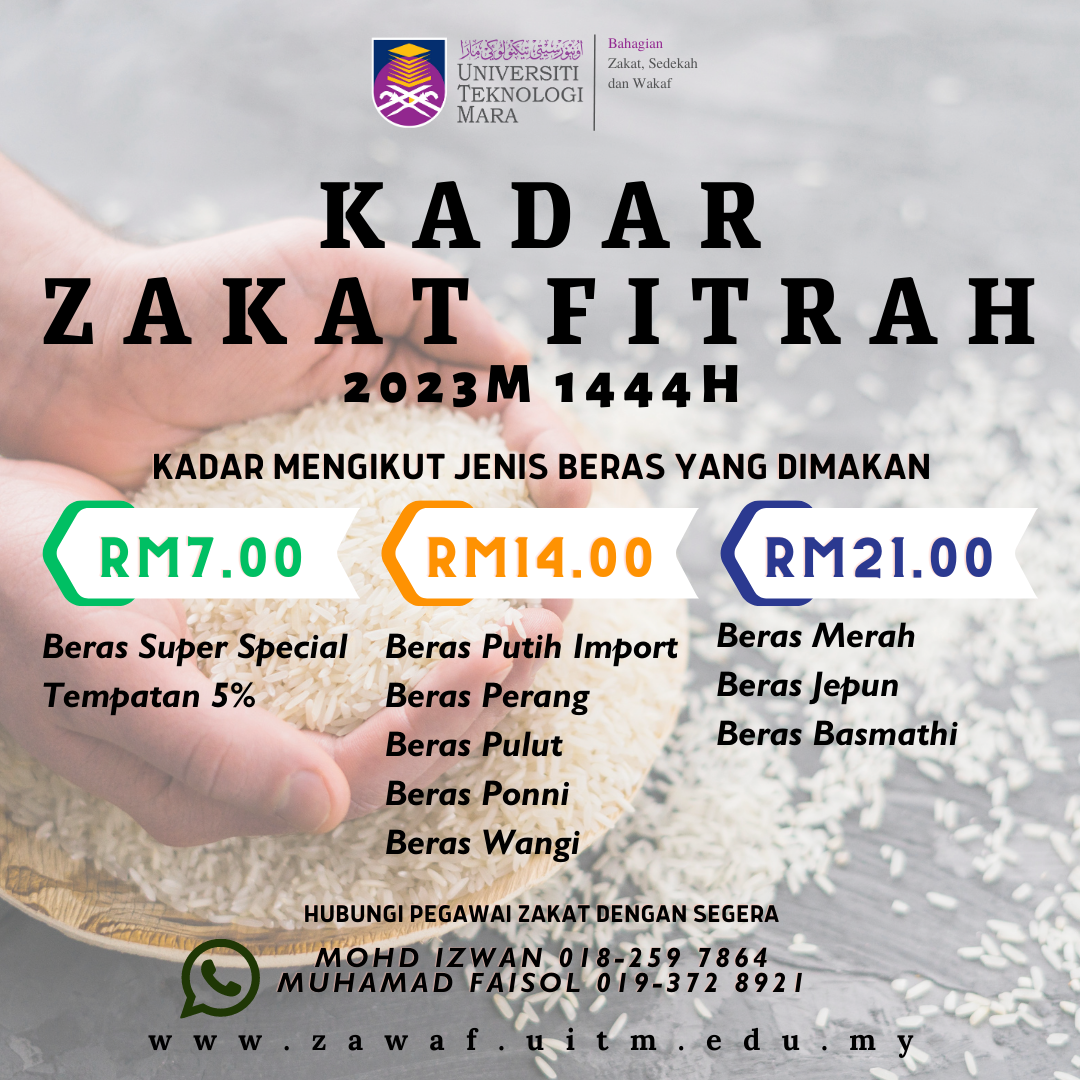 اونيۏرسيتي تيكنولوݢي مارا
UNIVERSITI
TEKNOLOGI
MARA
Bahagian
Zakat, Sedekah
dan Wakaf
KADAR
ZAKAT FITRAH
2023M 1444H
KADAR MENGIKUT JENIS BERAS YANG DIMAKAN
RM7.00
Beras Super Special
Tempatan 5%
RM14.00
Beras Putih Import
Beras Perang
Beras Pulut
Beras Ponni
Beras Wangi
RM21.00
Beras Merah
Beras Jepun
Beras Basmathi
HUBUNGI PEGAWAI ZAKAT DENGAN SEGERA
MOHD IZWAN 018-259 7864
MUHAMAD FAISOL 019-372 8921
www.zawaf.uitm.edu.my